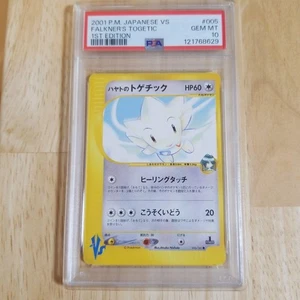 2001 P.M. JAPANESE VS #005
FALKNER'S TOGETIC GEM MT
1ST EDITION 10
PSA 121768629
ハヤトのトゲチック HP60
ヒーリングタッチ
こうそくいどう 20
VS